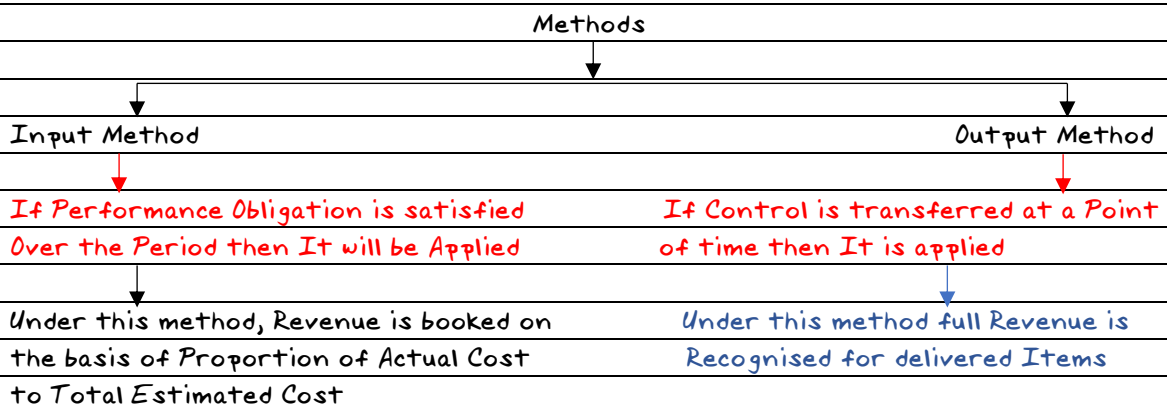 Methods
Input Method
Output Method
If Performance Obligation is satisfied
Over the Period then It will be Applied
If Control is transferred at a Point
of time then It is applied
Under this method, Revenue is booked on
the basis of Proportion of Actual Cost
to Total Estimated Cost
Under this method full Revenue is
Recognised for delivered Items